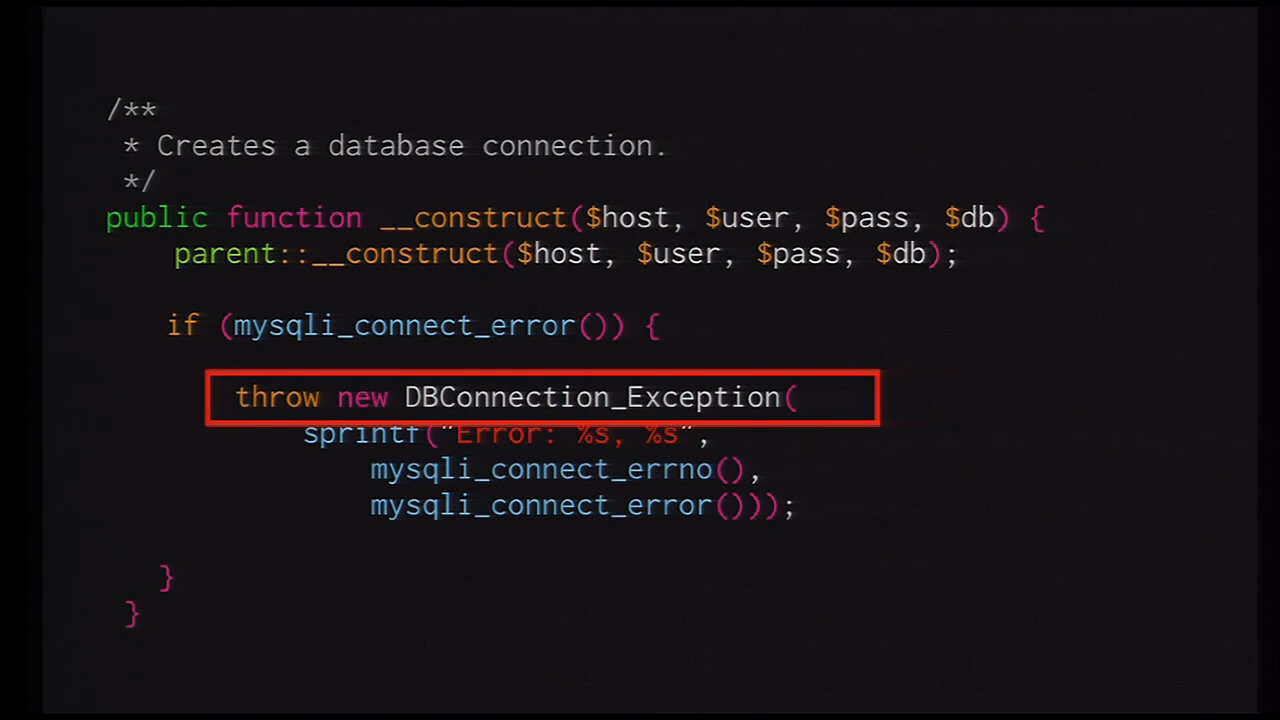 /**
* Creates a database connection.
*/
public function __construct($host, $user, $pass, $db) {
parent::__construct($host, $user, $pass, $db);
if (mysqli_connect_error()) {
throw new DBConnection_Exception(
sprintf("Error: %s, %s",
mysqli_connect_errno(),
mysqli_connect_error()));
}
}